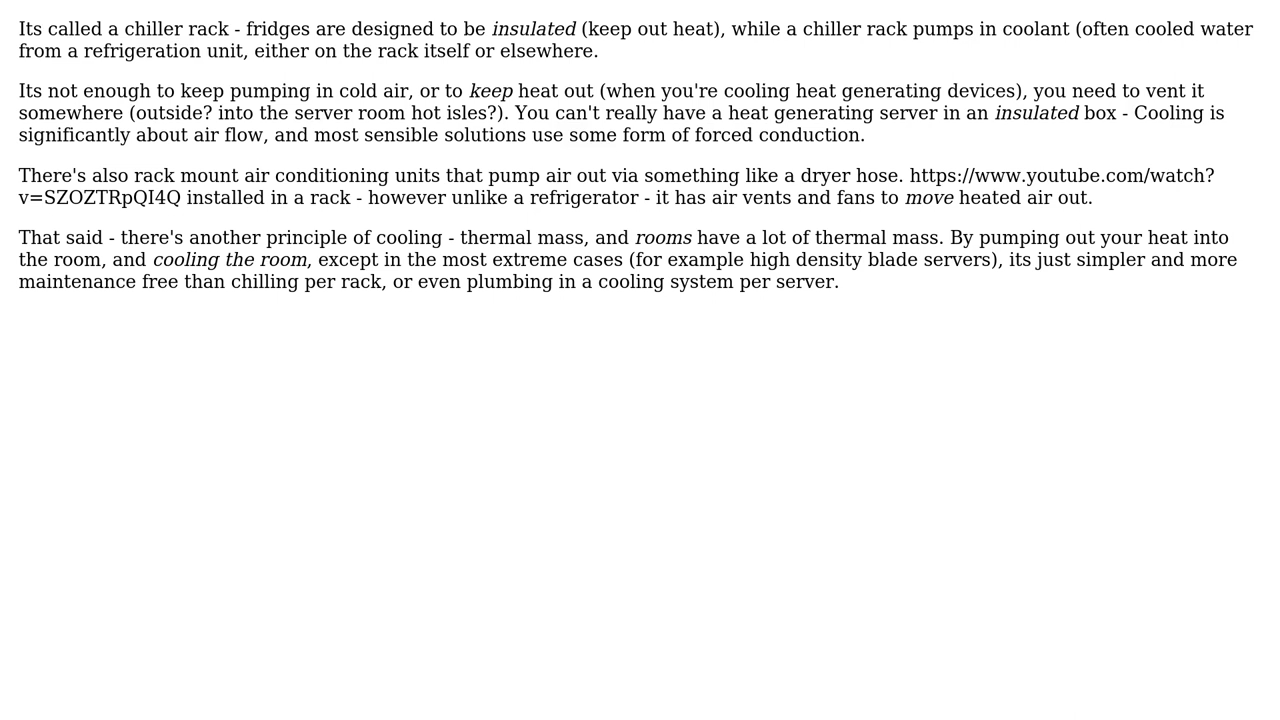 Its called a chiller rack - fridges are designed to be insulated (keep out heat), while a chiller rack pumps in coolant (often cooled water
from a refrigeration unit, either on the rack itself or elsewhere.
Its not enough to keep pumping in cold air, or to keep heat out (when you're cooling heat generating devices), you need to vent it
somewhere (outside? into the server room hot isles?). You can't really have a heat generating server in an insulated box - Cooling is
significantly about air flow, and most sensible solutions use some form of forced conduction.
There's also rack mount air conditioning units that pump air out via something like a dryer hose. https://www.youtube.com/watch?
v=SZOZTRpQI4Q installed in a rack - however unlike a refrigerator - it has air vents and fans to move heated air out.
That said - there's another principle of cooling - thermal mass, and rooms have a lot of thermal mass. By pumping out your heat into
the room, and cooling the room, except in the most extreme cases (for example high density blade servers), its just simpler and more
maintenance free than chilling per rack, or even plumbing in a cooling system per server.